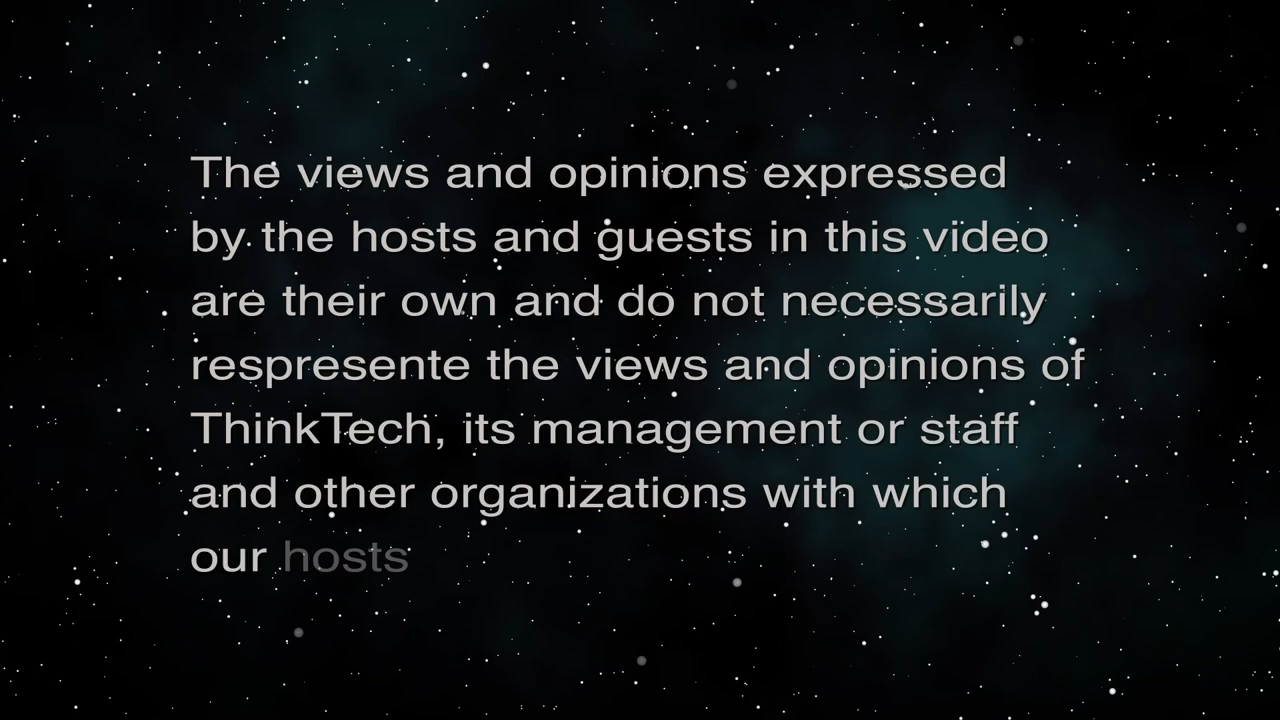 The views and opinions expressed
by the hosts and guests in this video
are their own and do not necessarily
respresente the views and opinions of
ThinkTech, its management or staff
and other organizations with which
our hosts